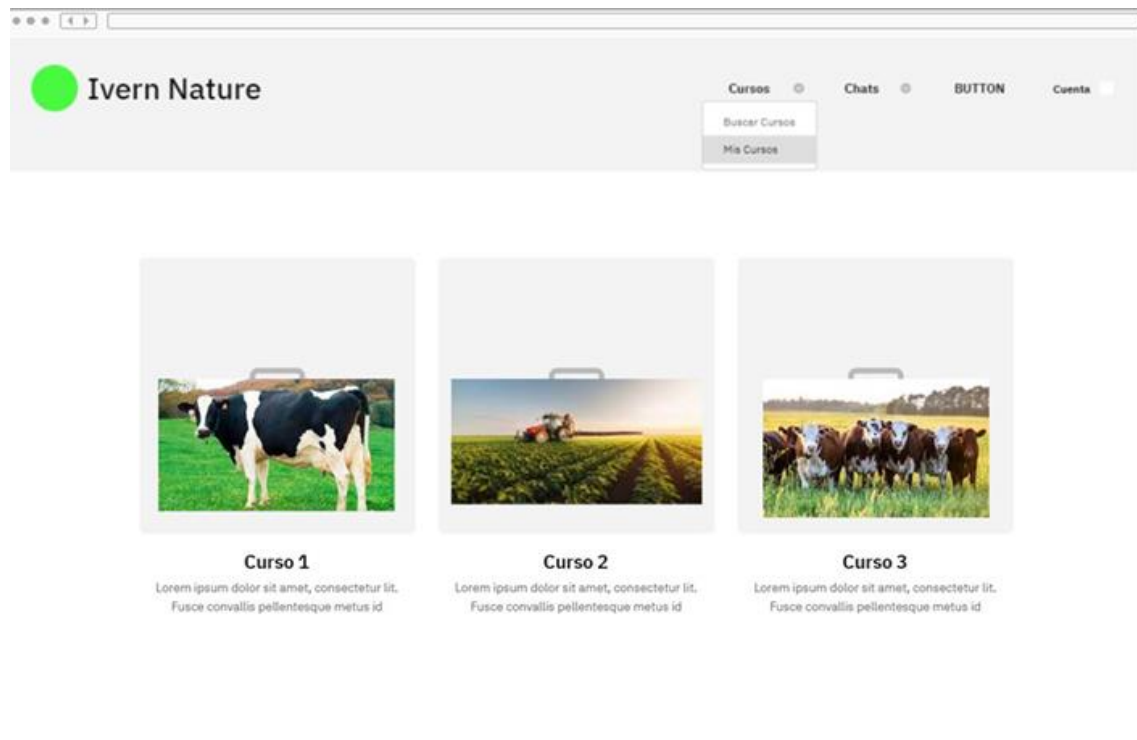 Ivern Nature
Cursos
Chats
BUTTON
Cuenta
Buscar Cursos
Mis Cursos
Curso 1
Lorem ipsum dolor sit amet, consectetur lit.
Fusce convallis pellentesque metus id
Curso 2
Lorem ipsum dolor sit amet, consectetur lit.
Fusce convallis pellentesque metus id
Curso 3
Lorem ipsum dolor sit amet, consectetur lit.
Fusce convallis pellentesque metus id